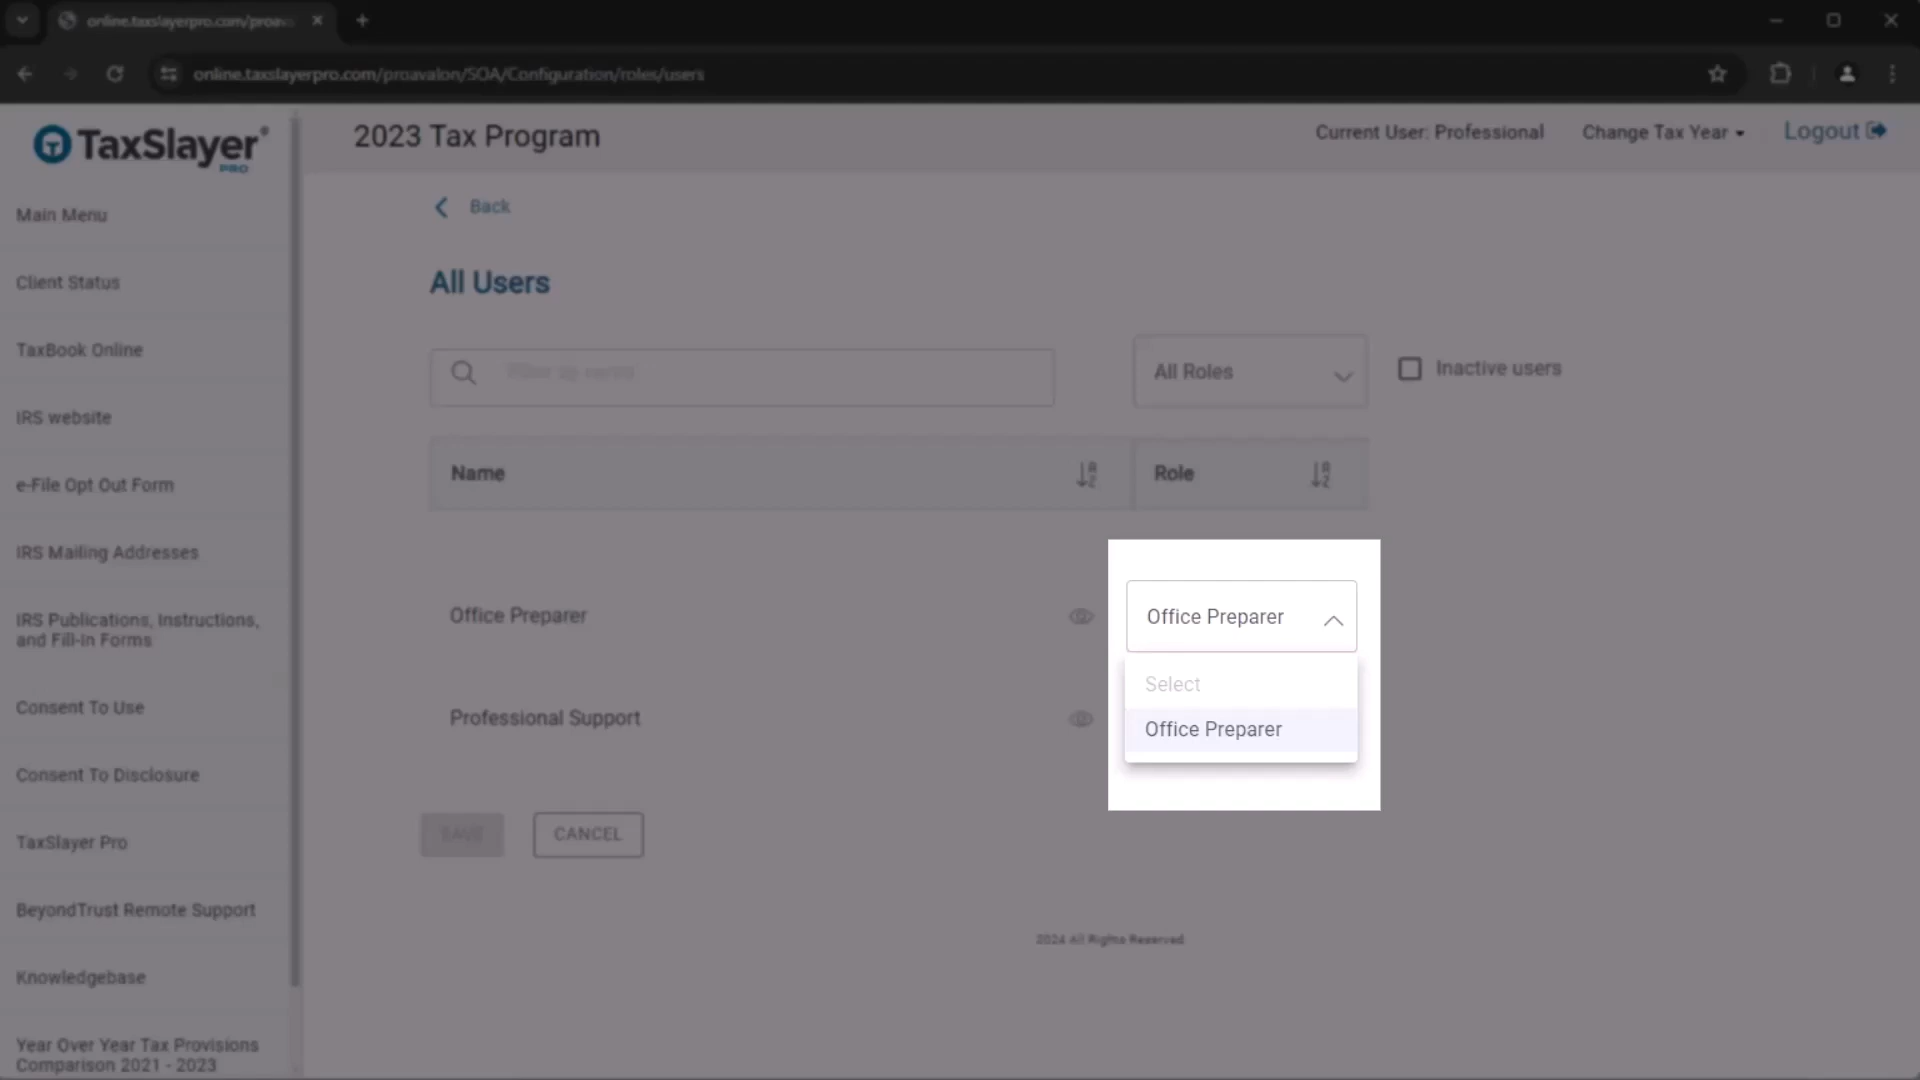 online.taxslayerpro.com/proava
online.taxslayerpro.com/proavalon/SOA/Configuration/roles/users
TaxSlayer®
PRO
2023 Tax Program
Current User: Professional
Change Tax Year
Logout
Main Menu
Client Status
TaxBook Online
IRS website
e-File Opt Out Form
IRS Mailing Addresses
IRS Publications, Instructions,
and Fill-In Forms
Consent To Use
Consent To Disclosure
TaxSlayer Pro
BeyondTrust Remote Support
Knowledgebase
Year Over Year Tax Provisions
Comparison 2021 - 2023
Back
All Users
Filter by name
All Roles
Inactive users
Name
Role
Office Preparer
Office Preparer
Select
Office Preparer
Professional Support
SAVE
CANCEL
2024 All Rights Reserved